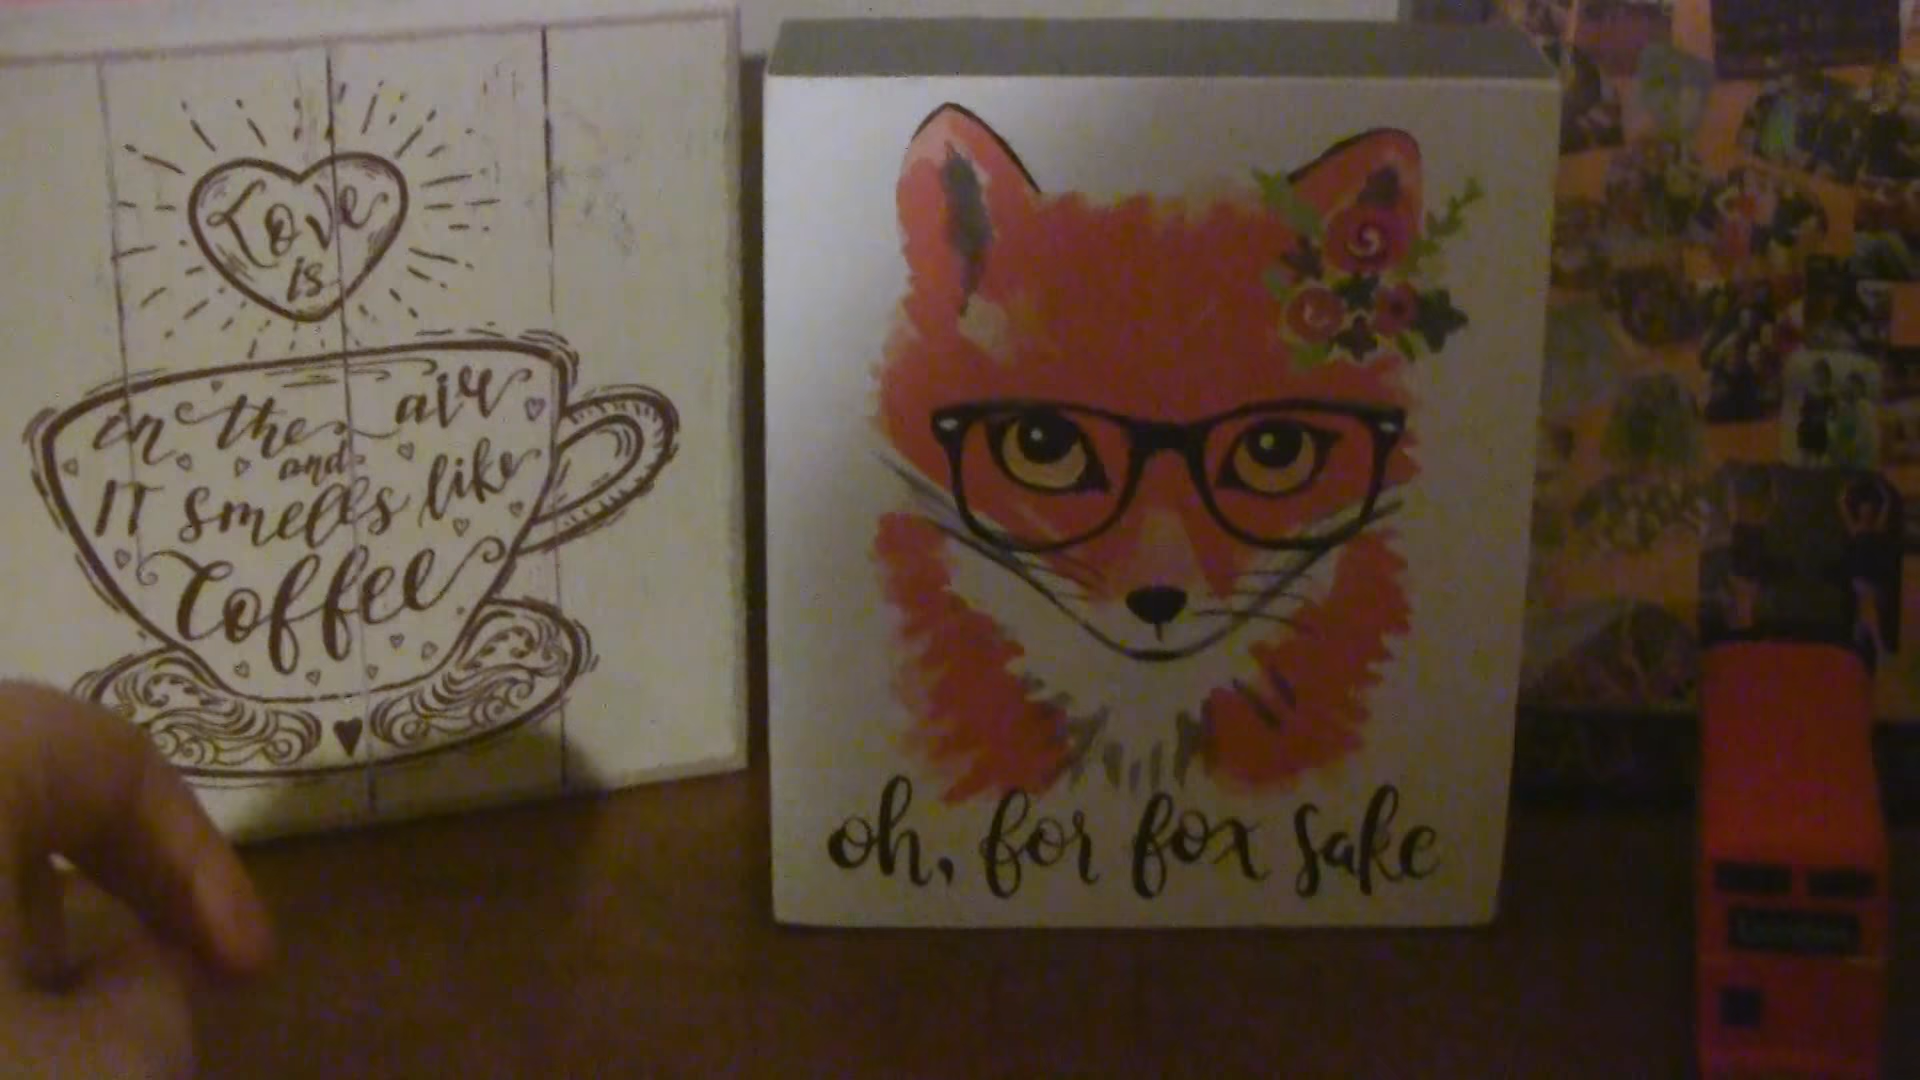 Love
is
in the air
and
IT smells like
Coffee
oh, for fox sake